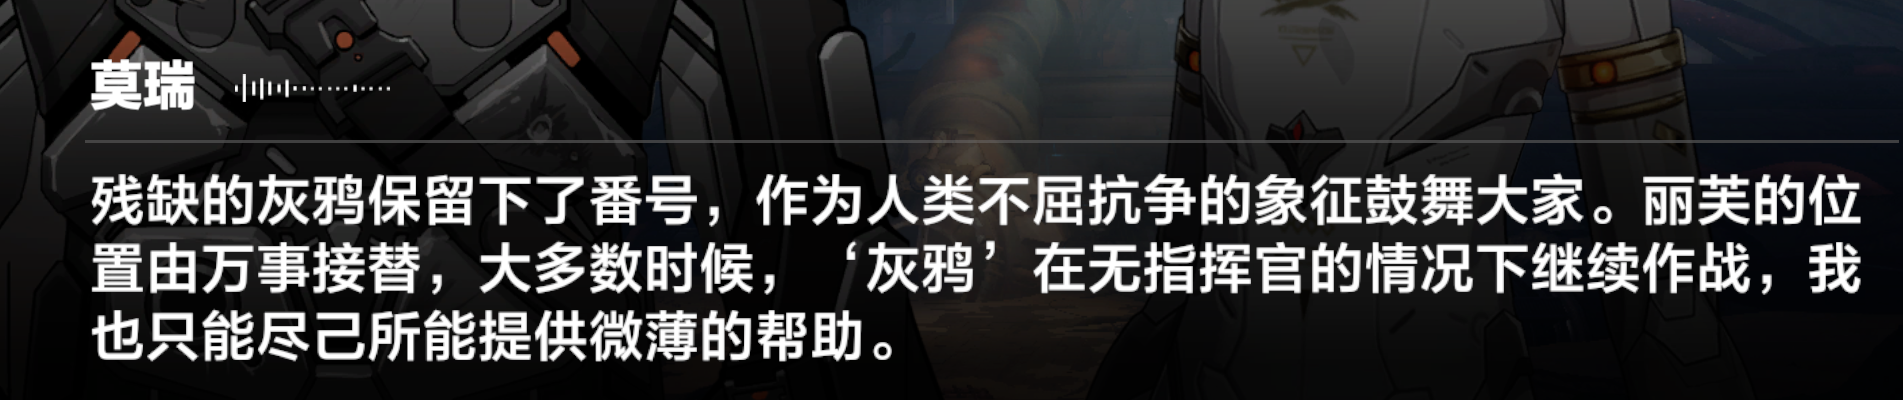 莫瑞
残缺的灰鸦保留下了番号，作为人类不屈抗争的象征鼓舞大家。丽芙的位
置由万事接替，大多数时候，‘灰鸦’在无指挥官的情况下继续作战，我
也只能尽己所能提供微薄的帮助。